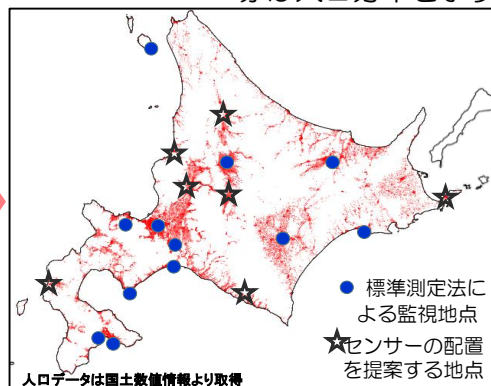 標準測定法に
よる監視地点
センサーの配置
を提案する地点
人口データは国土数値情報より取得